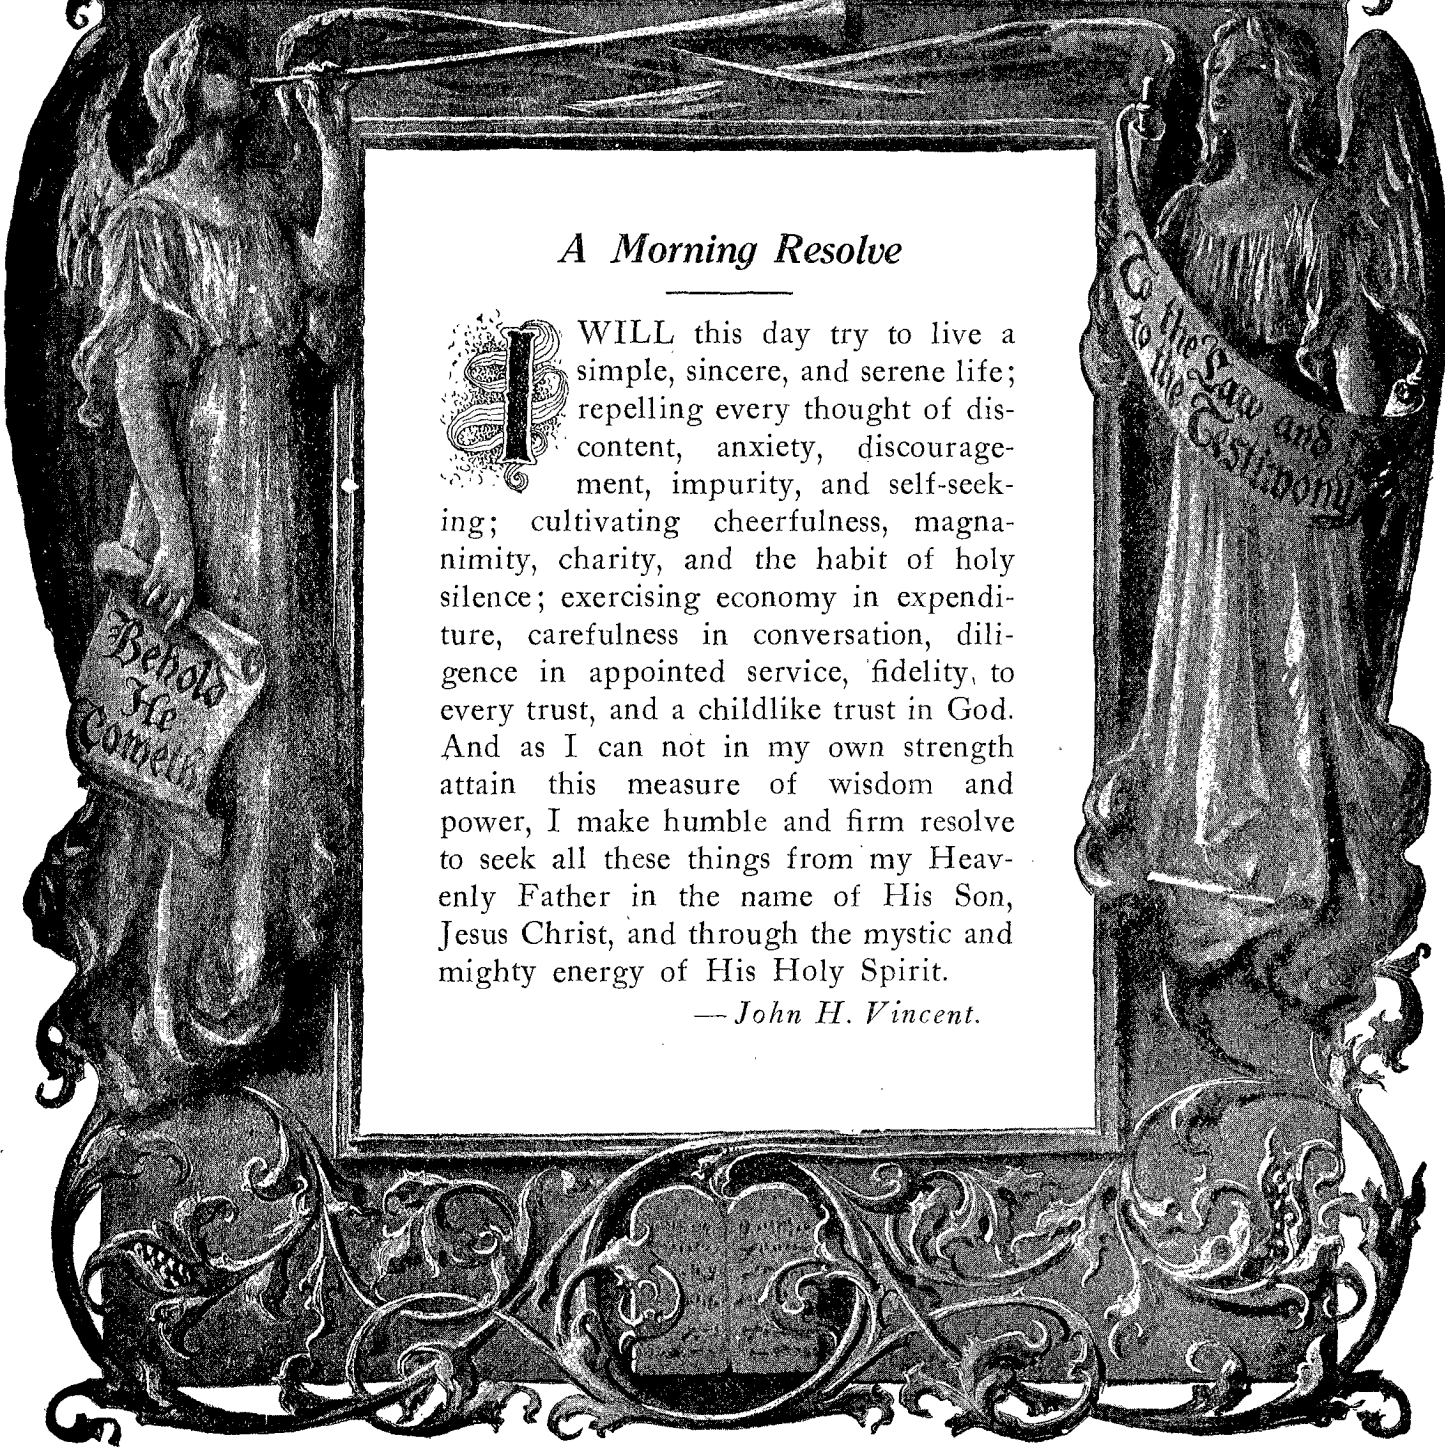 A Morning Resolve
I WILL this day try to live a
simple, sincere, and serene life;
repelling every thought of dis-
content, anxiety, discourage-
ment, impurity, and self-seek-
ing; cultivating cheerfulness, magna-
nimity, charity, and the habit of holy
silence; exercising economy in expendi-
ture, carefulness in conversation, dili-
gence in appointed service, fidelity, to
every trust, and a childlike trust in God.
And as I can not in my own strength
attain this measure of wisdom and
power, I make humble and firm resolve
to seek all these things from my Heav-
enly Father in the name of His Son,
Jesus Christ, and through the mystic and
mighty energy of His Holy Spirit.
— John H. Vincent.
Behold
He
Cometh
To the Law and
to the Testimony